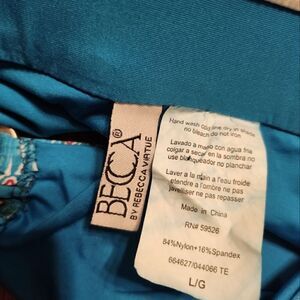 BECCA®
BY REBECCA VIRTUE
Hand wash cold line dry in shade
no bleach do not iron
Lavado a mano con agua fria
colgar a secar en la sombra no
use blanqueador no planchar
Laver a la main a l'eau froide
etendre a l'ombre ne pas
javelliser ne pas repasser
Made in China
RN# 59526
84%Nylon+16%Spandex
664627/044066 TE
L/G